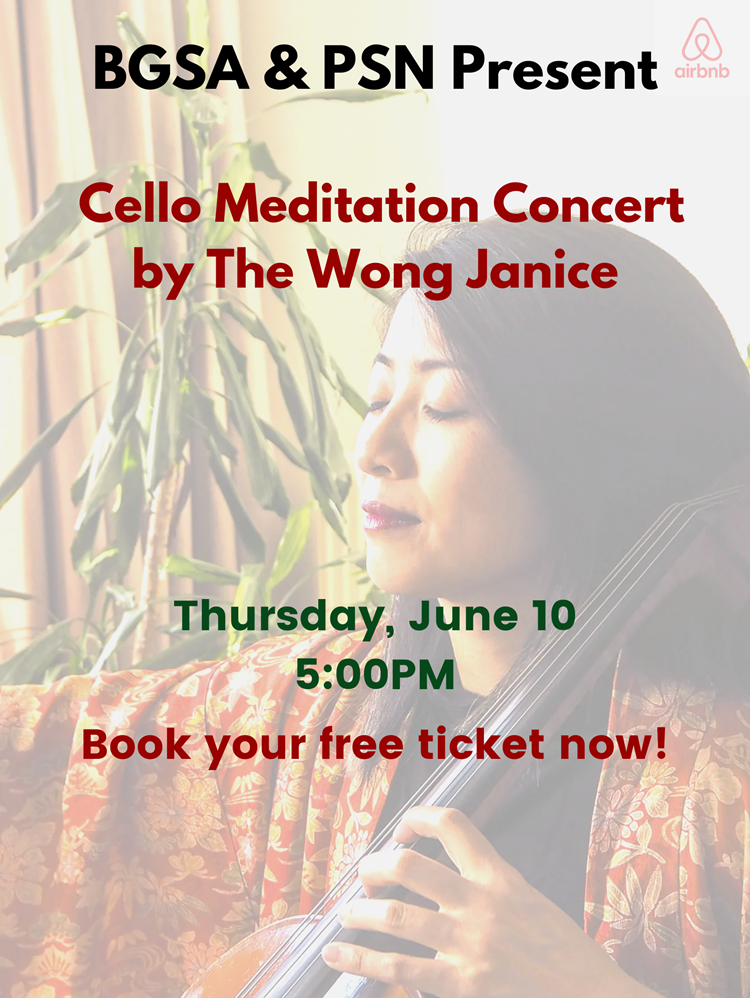 BGSA & PSN Present
airbnb
Cello Meditation Concert
by The Wong Janice
Thursday, June 10
5:00PM
Book your free ticket now!